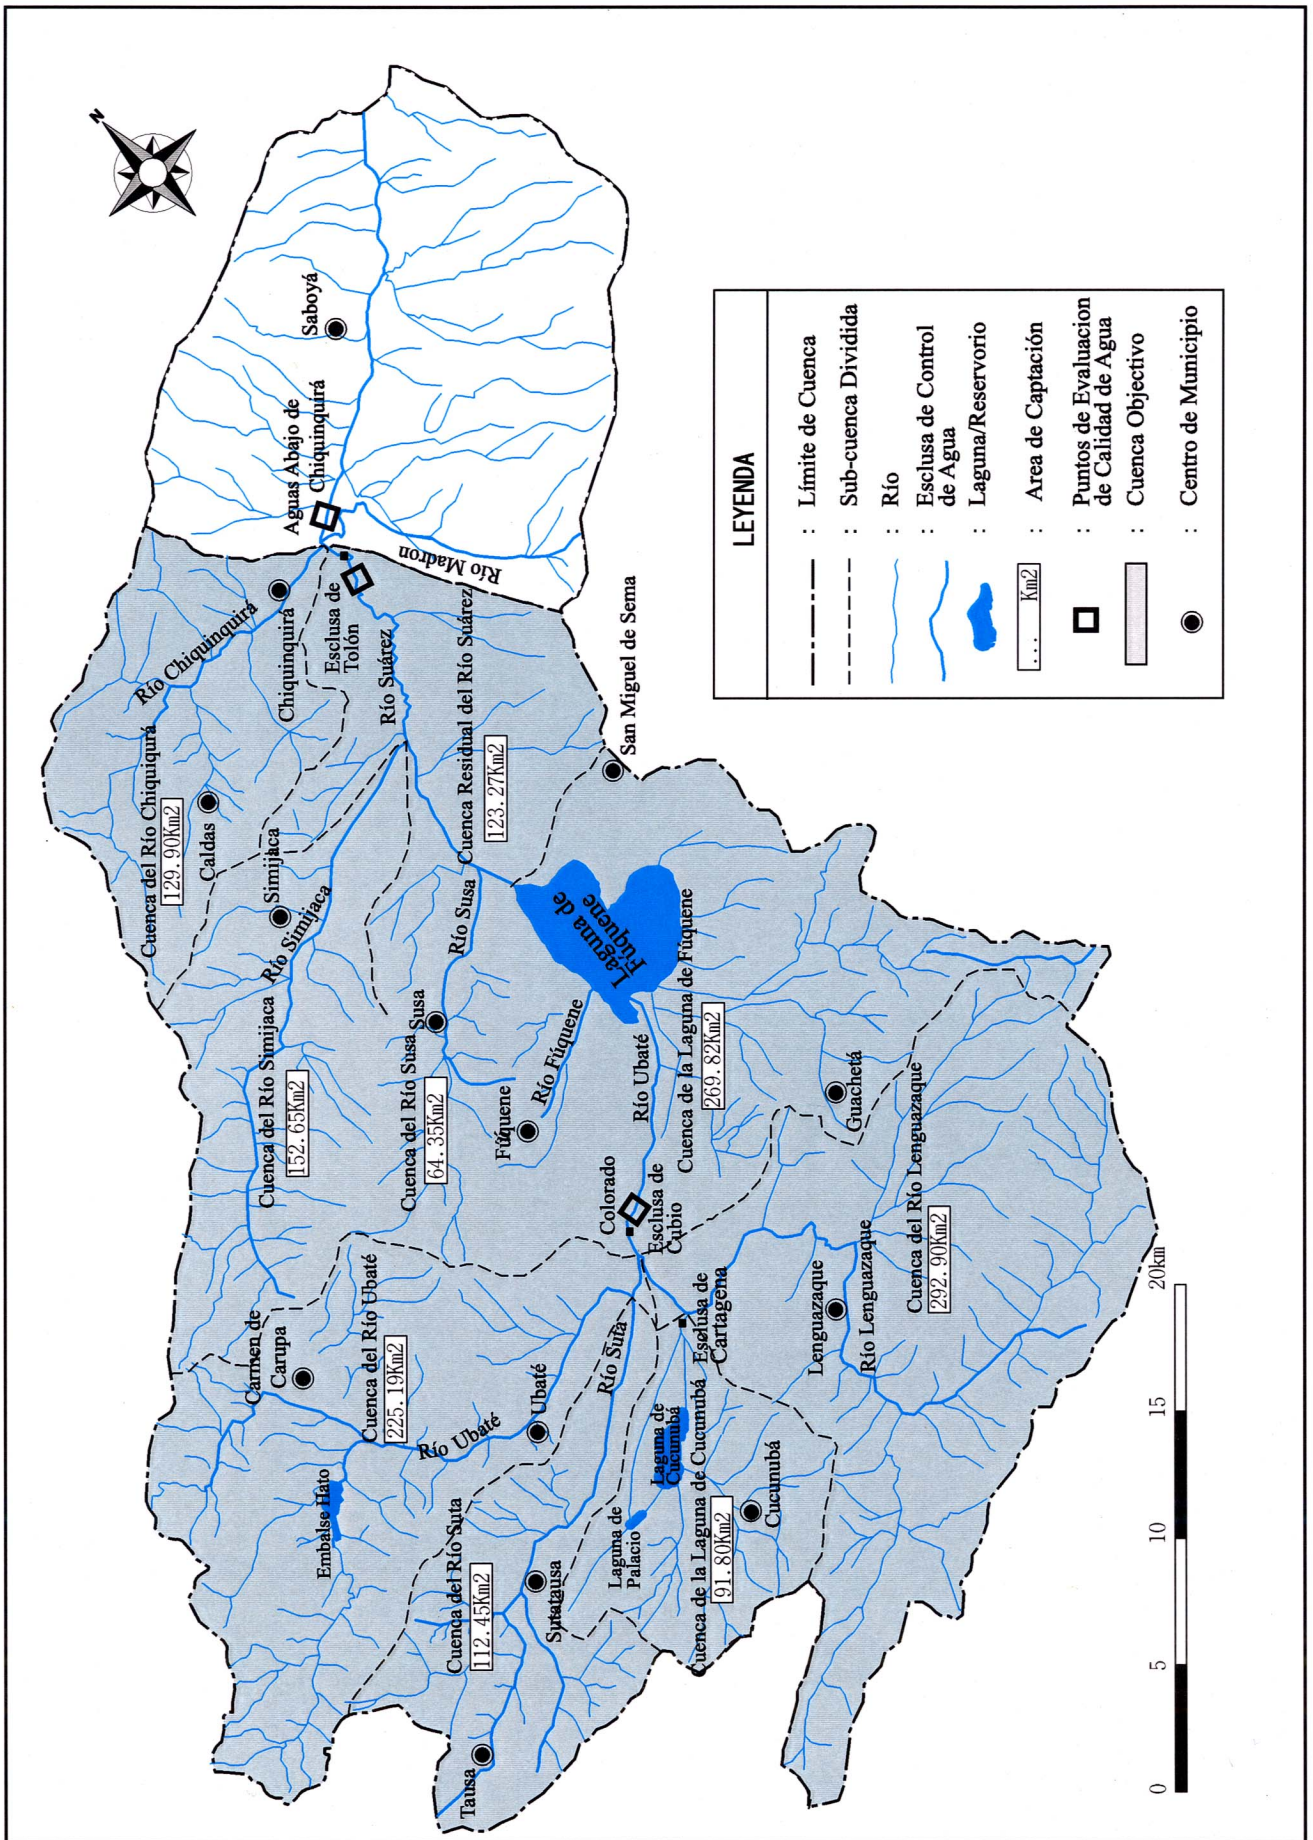 N
Saboyá
Aguas Abajo de
Chiquinquirá
Río Madron
Esclusa de
Tolón
Chiquinquirá
Río Chiquinquirá
Río Suárez
Cuenca del Río Chiquiqurá
129.90Km2
Caldas
Simijaca
Río Simijaca
Cuenca Residual del Río Suárez
123.27Km2
San Miguel de Sema
Cuenca del Río Simijaca
152.65Km2
Río Susa
Susa
Cuenca del Río Susa
64.35Km2
Laguna de
Fúquene
Río Fúquene
Fúquene
Río Ubaté
Cuenca de la Laguna de Fúquene
269.82Km2
Guachetá
Colorado
Esclusa de
Cubio
Cuenca del Río Lenguazaque
292.90Km2
Carmen de
Carupa
Cuenca del Río Ubaté
225.19Km2
Río Ubaté
Ubaté
Río Suta
Esclusa de
Cartagena
Lenguazaque
Río Lenguazaque
Embalse Hato
Laguna de
Cucunubá
Cucunubá
Cuenca del Río Suta
112.45Km2
Laguna de
Palacio
Cuenca de la Laguna de Cucunubá
91.80Km2
Sutatausa
Tausa
LEYENDA
: Límite de Cuenca
: Sub-cuenca Dividida
: Río
: Esclusa de Control
de Agua
: Laguna/Reservorio
... Km2 : Area de Captación
: Puntos de Evaluacion
de Calidad de Agua
: Cuenca Objectivo
: Centro de Municipio
0 5 10 15 20km